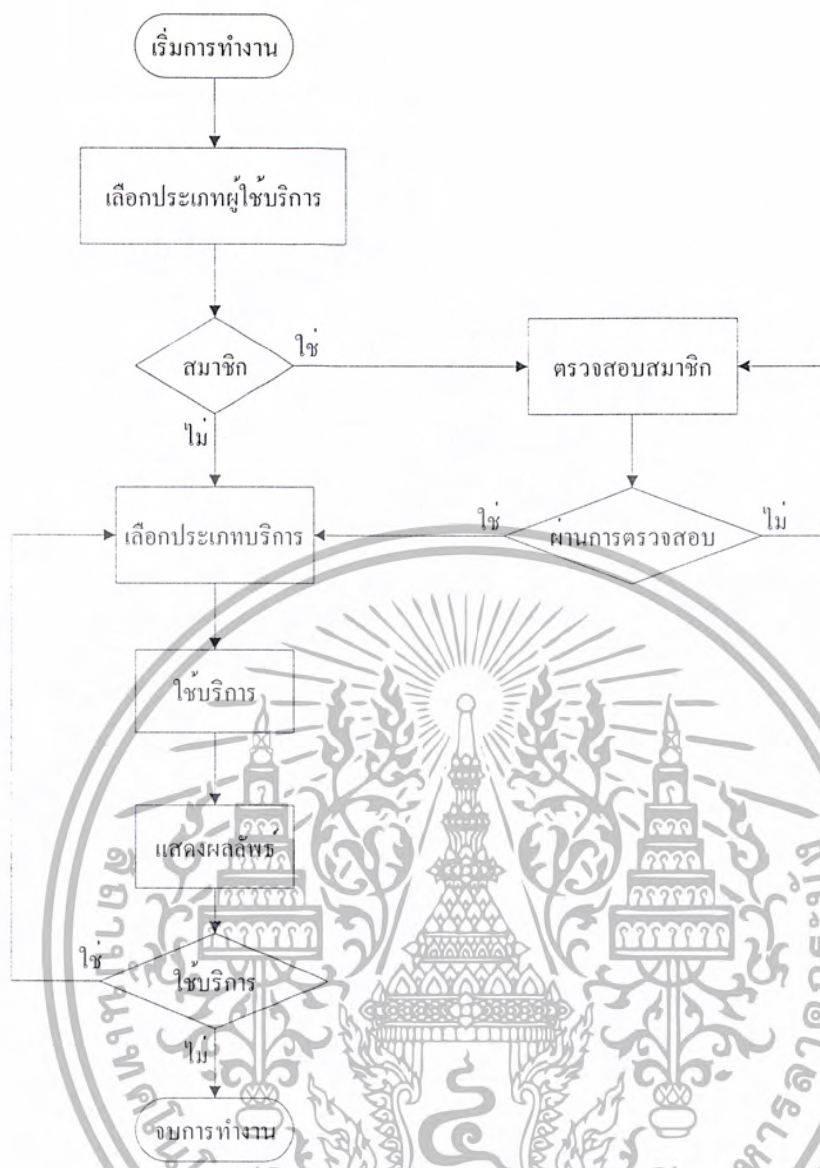 เริ่มการทำงาน
เลือกประเภทผู้ใช้บริการ
สมาชิก
ใช่
ตรวจสอบสมาชิก
ไม่
เลือกประเภทบริการ
ใช่
ผ่านการตรวจสอบ
ไม่
ใช้บริการ
แสดงผลลัพธ์
ใช่
ใช้บริการ
ไม่
จบการทำงาน